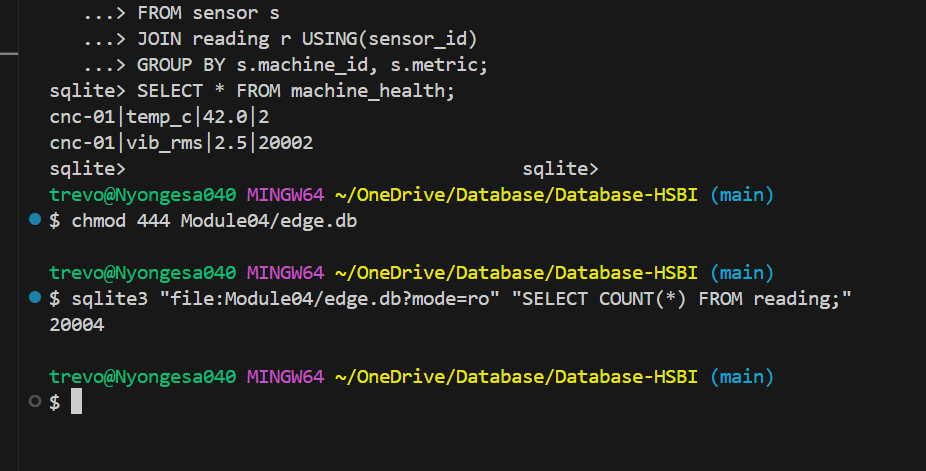 ...> FROM sensor s
...> JOIN reading r USING(sensor_id)
...> GROUP BY s.machine_id, s.metric;
sqlite> SELECT * FROM machine_health;
cnc-01|temp_c|42.0|2
cnc-01|vib_rms|2.5|20002
sqlite> sqlite>
trevo@Nyongesa040 MINGW64 ~/OneDrive/Database/Database-HSBI (main)
$ chmod 444 Module04/edge.db
trevo@Nyongesa040 MINGW64 ~/OneDrive/Database/Database-HSBI (main)
$ sqlite3 "file:Module04/edge.db?mode=ro" "SELECT COUNT(*) FROM reading;"
20004
trevo@Nyongesa040 MINGW64 ~/OneDrive/Database/Database-HSBI (main)
$